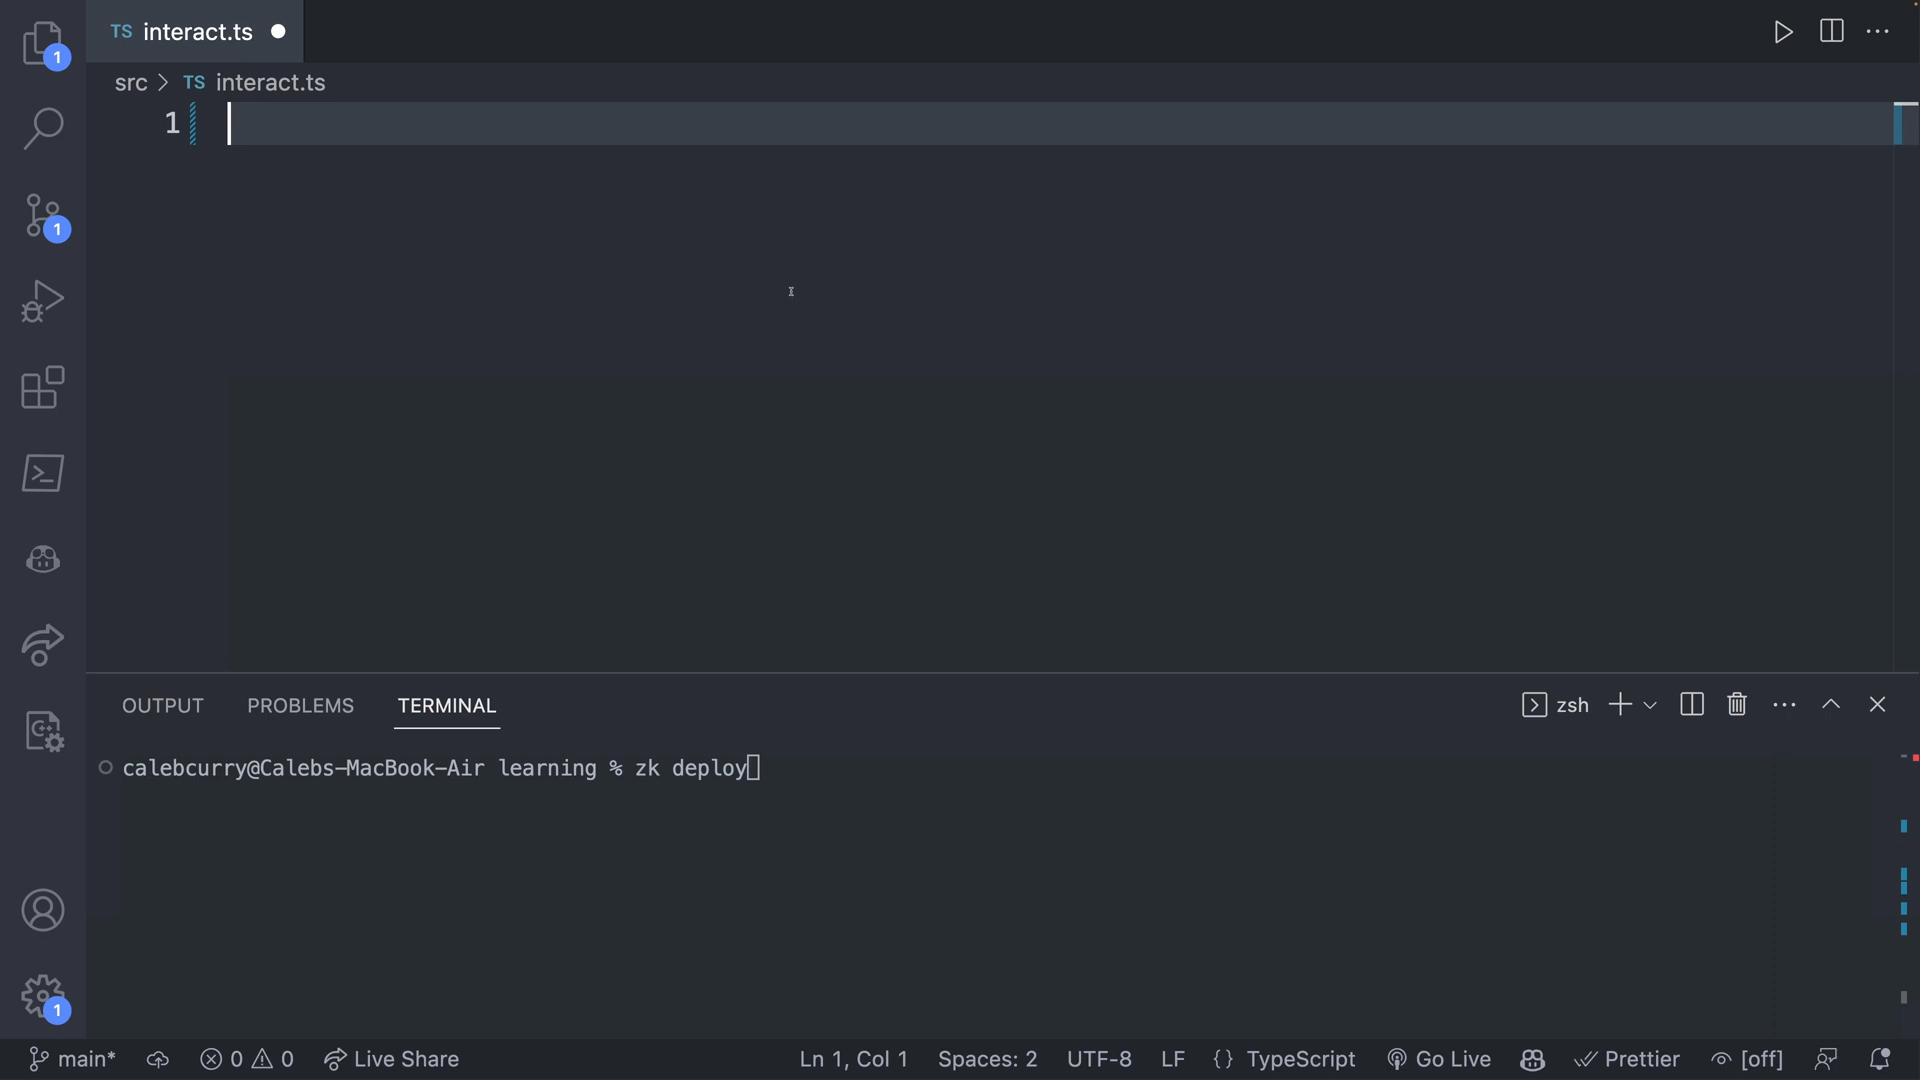 TS interact.ts
1
src > TS interact.ts
1
1
OUTPUT PROBLEMS TERMINAL
zsh
calebcurry@Calebs-MacBook-Air learning % zk deploy
1
main* 0 0 Live Share Ln 1, Col 1 Spaces: 2 UTF-8 LF {} TypeScript Go Live Prettier [off]